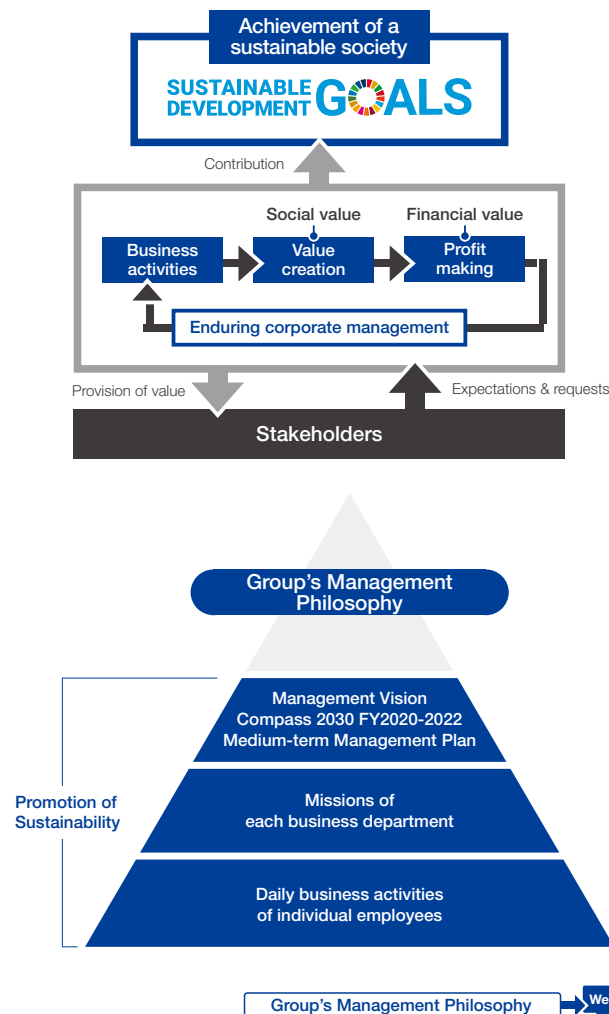 Achievement of a
sustainable society
SUSTAINABLE
DEVELOPMENT GOALS
Contribution
Social value
Financial value
Business
activities
Value
creation
Profit
making
Enduring corporate management
Provision of value
Expectations & requests
Stakeholders
Group's Management
Philosophy
Management Vision
Compass 2030 FY2020-2022
Medium-term Management Plan
Promotion of
Sustainability
Missions of
each business department
Daily business activities
of individual employees
Group's Management Philosophy